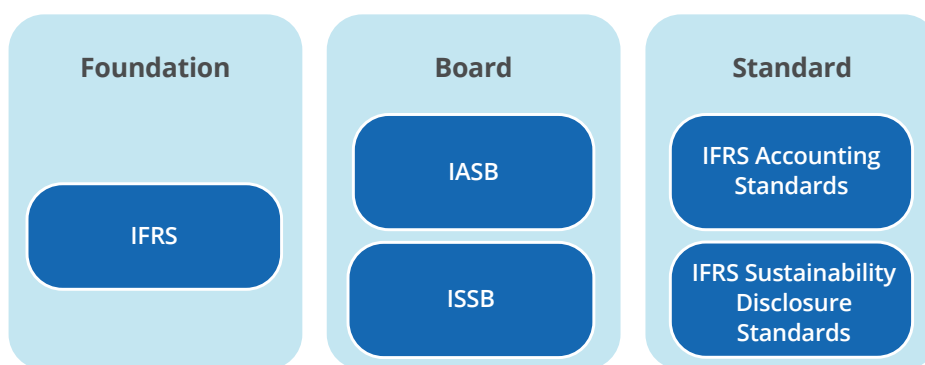 Foundation
Board
Standard
IFRS
IASB
ISSB
IFRS Accounting
Standards
IFRS Sustainability
Disclosure
Standards